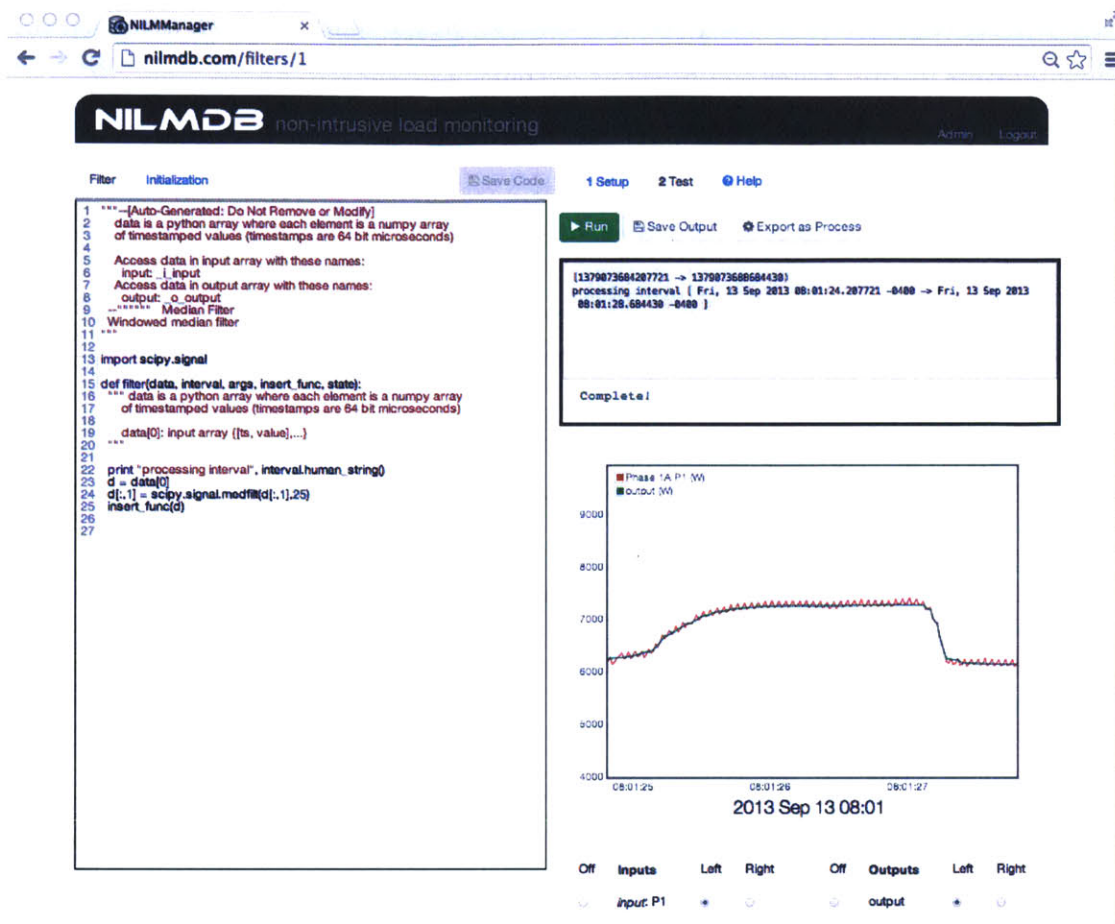 NILMManager ×
nilmdb.com/filters/1
NILMDB non-intrusive load monitoring
Admin Logout
Filter Initialization Save Code
1 """--[Auto-Generated: Do Not Remove or Modify]
2 data is a python array where each element is a numpy array
3 of timestamped values (timestamps are 64 bit microseconds)
4
5 Access data in input array with these names:
6 input: _i_input
7 Access data in output array with these names:
8 output: _o_output
9 --"""""" Median Filter
10 Windowed median filter
11 """
12
13 import scipy.signal
14
15 def filter(data, interval, args, insert_func, state):
16 """ data is a python array where each element is a numpy array
17 of timestamped values (timestamps are 64 bit microseconds)
18
19 data[0]: input array {[ts, value],...}
20 """
21
22 print "processing interval", interval.human_string()
23 d = data[0]
24 d[:,1] = scipy.signal.medfilt(d[:,1],25)
25 insert_func(d)
26
27
1 Setup 2 Test Help
Run Save Output Export as Process
[1379073684207721 -> 1379073688684430)
processing interval [ Fri, 13 Sep 2013 08:01:24.207721 -0400 -> Fri, 13 Sep 2013
08:01:28.684430 -0400 ]
Complete!
Phase 1A P1 (W)
output (W)
9000
8000
7000
6000
5000
4000
08:01:25 08:01:26 08:01:27
2013 Sep 13 08:01
Off Inputs Left Right Off Outputs Left Right
input: P1 output